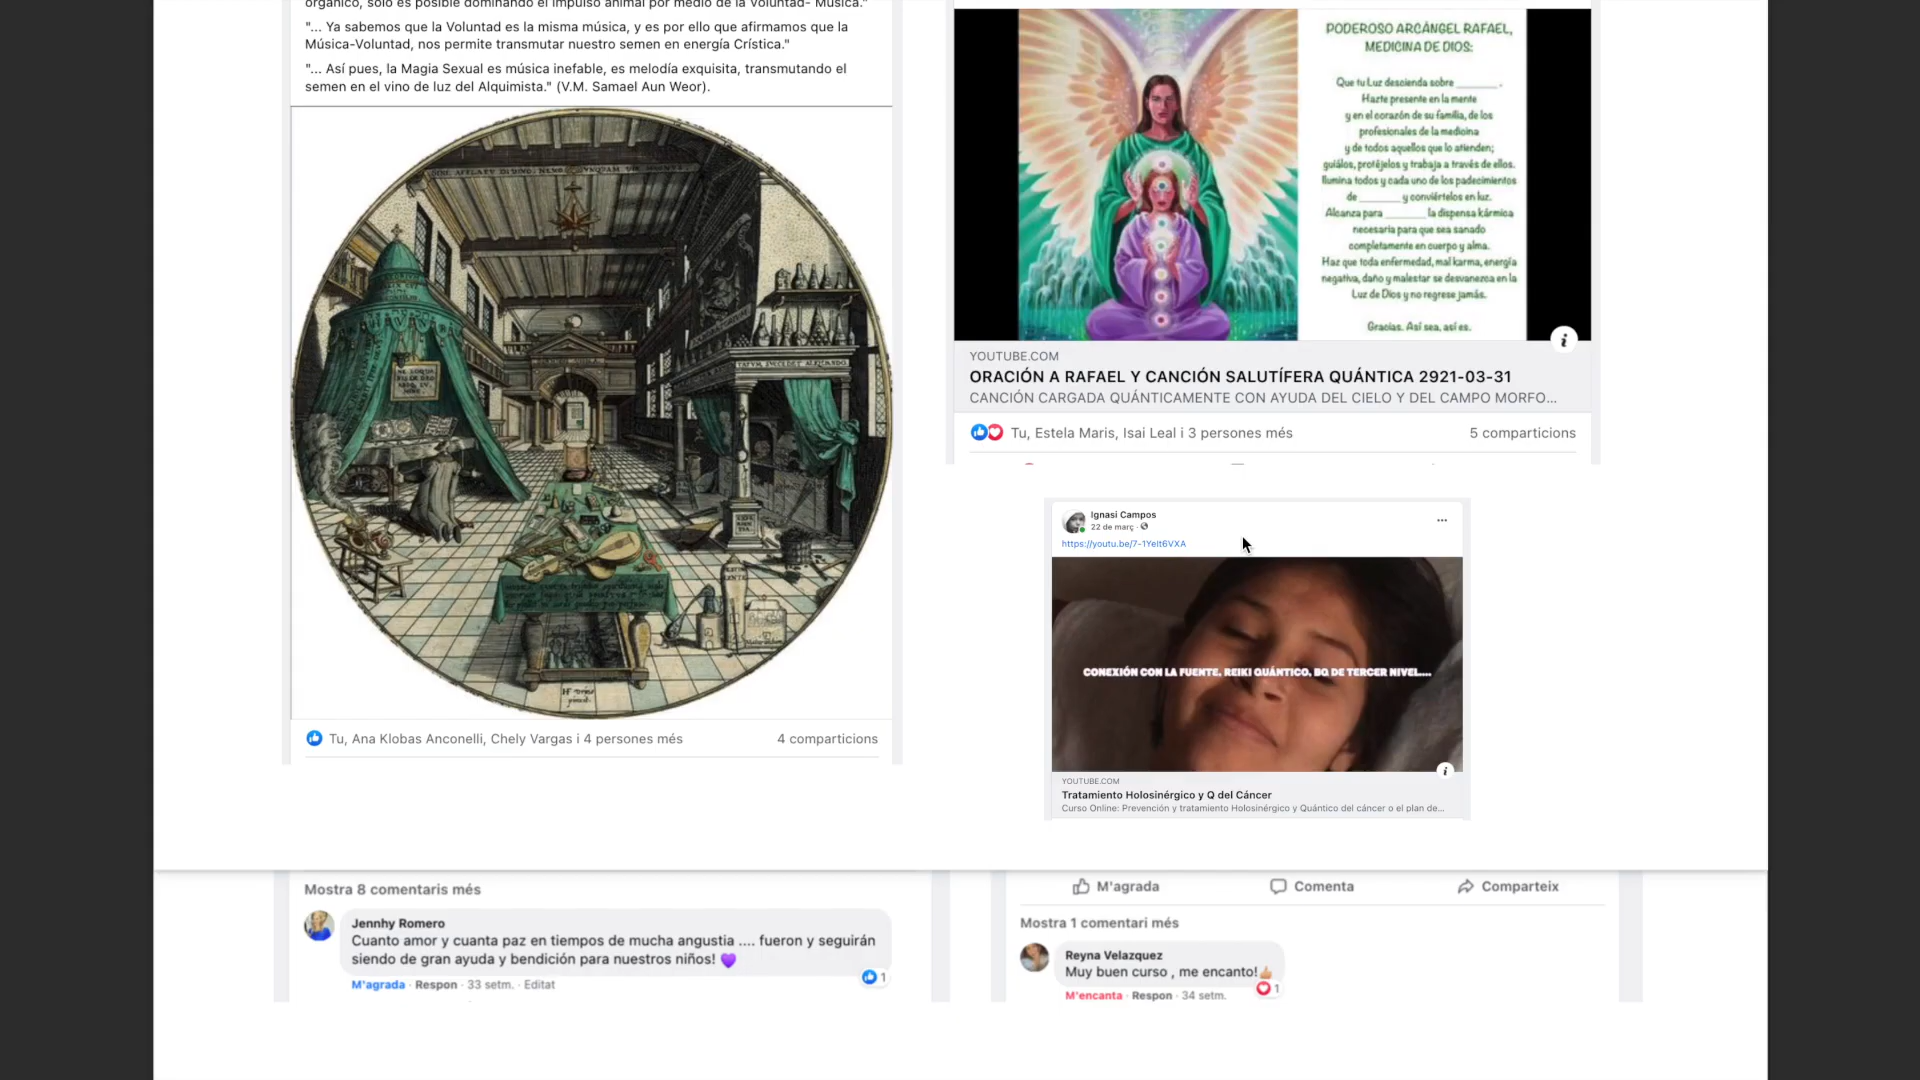 orgánico, sólo es posible dominando el impulso animal por medio de la Voluntad- Música."
"... Ya sabemos que la Voluntad es la misma música, y es por ello que afirmamos que la
Música-Voluntad, nos permite transmutar nuestro semen en energía Crística."
"... Así pues, la Magia Sexual es música inefable, es melodía exquisita, transmutando el
semen en el vino de luz del Alquimista." (V.M. Samael Aun Weor).
Tu, Ana Klobas Anconelli, Chely Vargas i 4 persones més
4 comparticions
PODEROSO ARCÁNGEL RAFAEL,
MEDICINA DE DIOS:
Que tu Luz descienda sobre ________ .
Hazte presente en la mente
y en el corazón de su familia, de los
profesionales de la medicina
y de todos aquellos que lo atienden;
guíalos, protéjelos y trabaja a través de ellos.
Ilumina todos y cada uno de los padecimientos
de ________ y conviértelos en luz.
Alcanza para ________ la dispensa kármica
necesaria para que sea sanado
completamente en cuerpo y alma.
Haz que toda enfermedad, mal karma, energía
negativa, daño y malestar se desvanezca en la
Luz de Dios y no regrese jamás.
Gracias. Así sea, así es.
YOUTUBE.COM
ORACIÓN A RAFAEL Y CANCIÓN SALUTÍFERA QUÁNTICA 2921-03-31
CANCIÓN CARGADA QUÁNTICAMENTE CON AYUDA DEL CIELO Y DEL CAMPO MORFO...
Tu, Estela Maris, Isai Leal i 3 persones més
5 comparticions
Ignasi Campos
22 de març ·
https://youtu.be/7-1YeIt6VXA
CONEXIÓN CON LA FUENTE, REIKI QUÁNTICO, BQ DE TERCER NIVEL....
YOUTUBE.COM
Tratamiento Holosinérgico y Q del Cáncer
Curso Online: Prevención y tratamiento Holosinérgico y Quántico del cáncer o el plan de...
Mostra 8 comentaris més
Jennhy Romero
Cuanto amor y cuanta paz en tiempos de mucha angustia .... fueron y seguirán
siendo de gran ayuda y bendición para nuestros niños! 💜
1
M'agrada · Respon · 33 setm. · Editat
M'agrada
Comenta
Comparteix
Mostra 1 comentari més
Reyna Velazquez
Muy buen curso , me encanto!👍🏼
1
M'encanta · Respon · 34 setm.